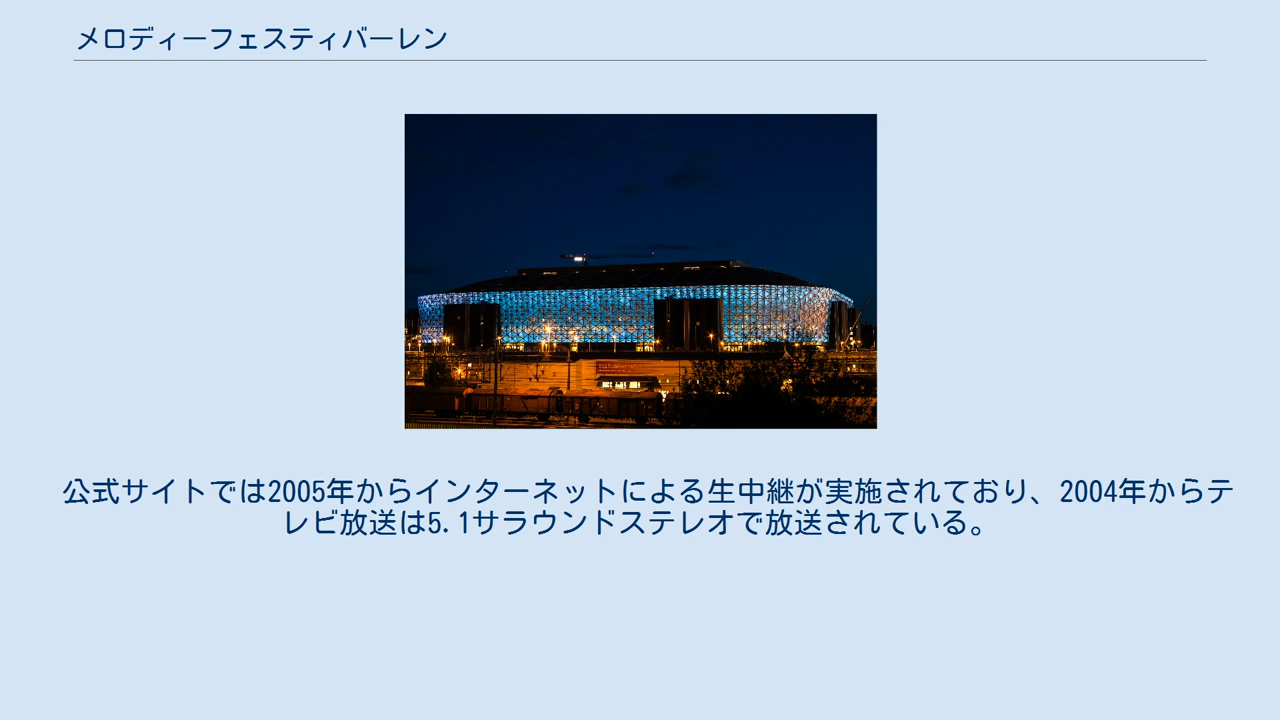 メロディーフェスティバーレン
公式サイトでは2005年からインターネットによる生中継が実施されており、2004年からテ
レビ放送は5.1サラウンドステレオで放送されている。